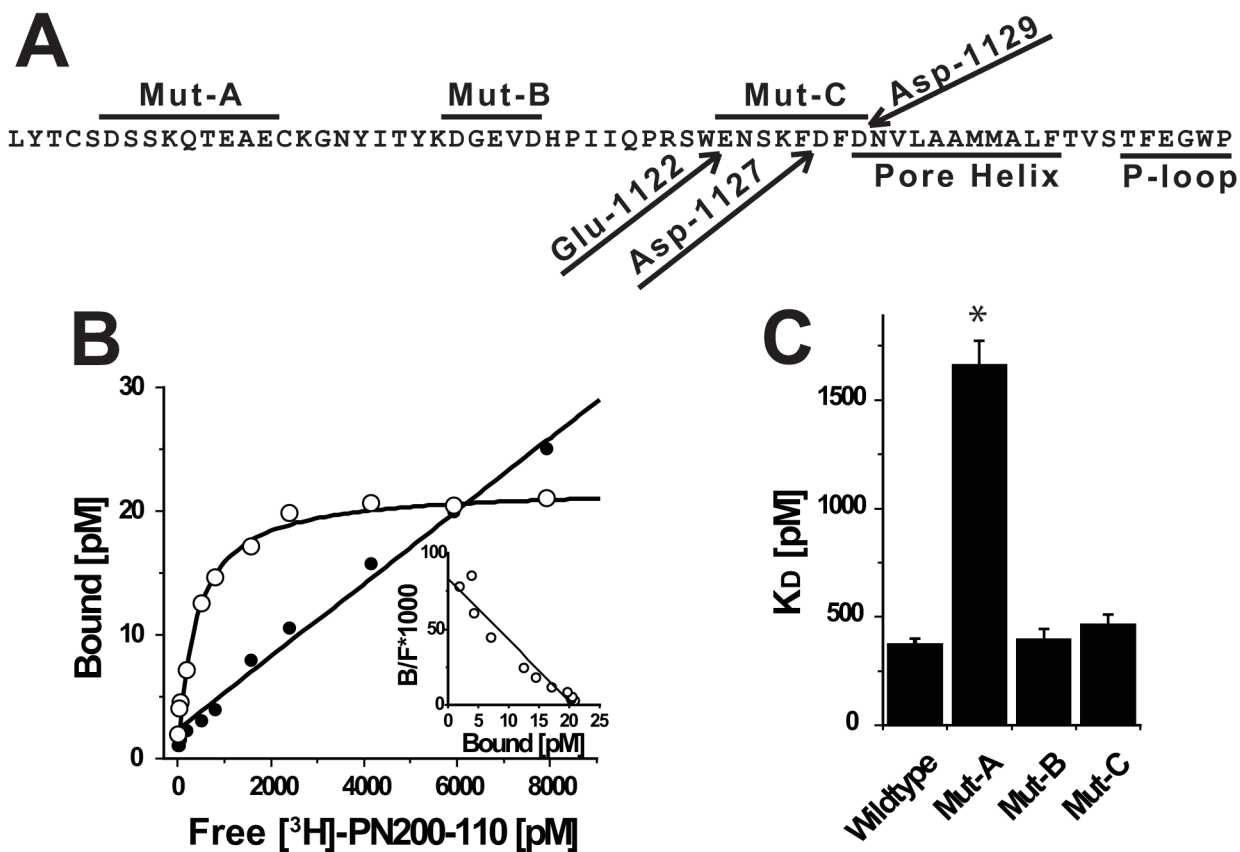 A
Asp-1129
Mut-A Mut-B Mut-C
LYTCSDSSKQTEAECKGNYITYKDGEVDHPIIQPRSWENSKFDFDNVLAAMMALFTVSTFEGWP
Glu-1122
Asp-1127
Pore Helix
P-loop
B
Bound [pM]
30
20
10
0
0 2000 4000 6000 8000
Free [³H]-PN200-110 [pM]
B/F*1000
100
50
0
0 5 10 15 20 25
Bound [pM]
C
KD [pM]
1500
1000
500
0
*
Wildtype
Mut-A
Mut-B
Mut-C